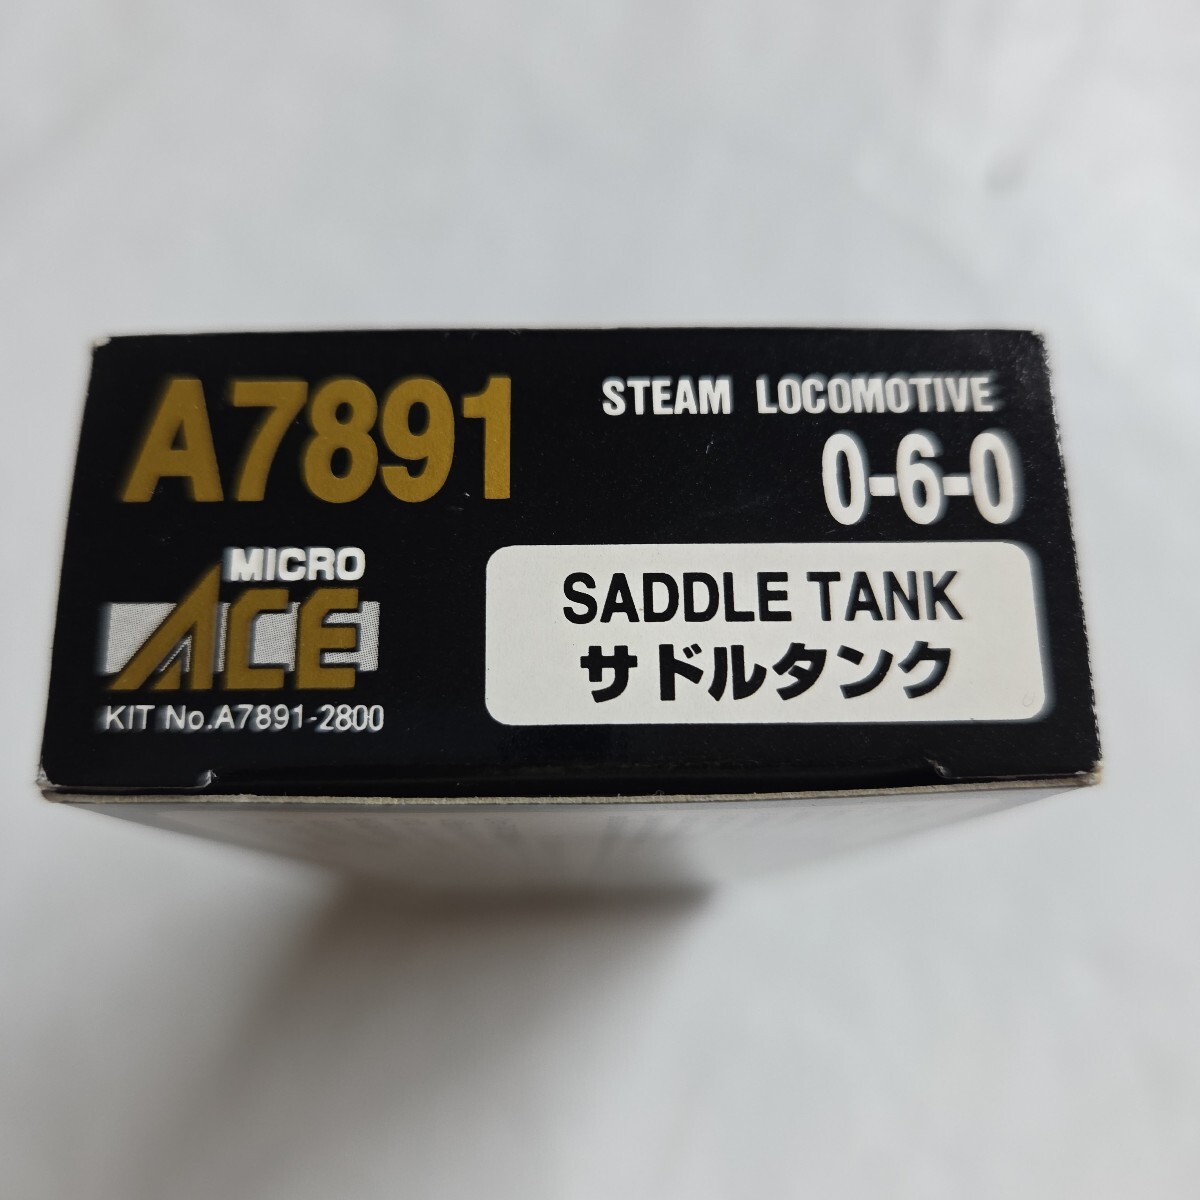 A7891
STEAM LOCOMOTIVE
0-6-0
MICRO
ACE
KIT No.A7891-2800
SADDLE TANK
サドルタンク